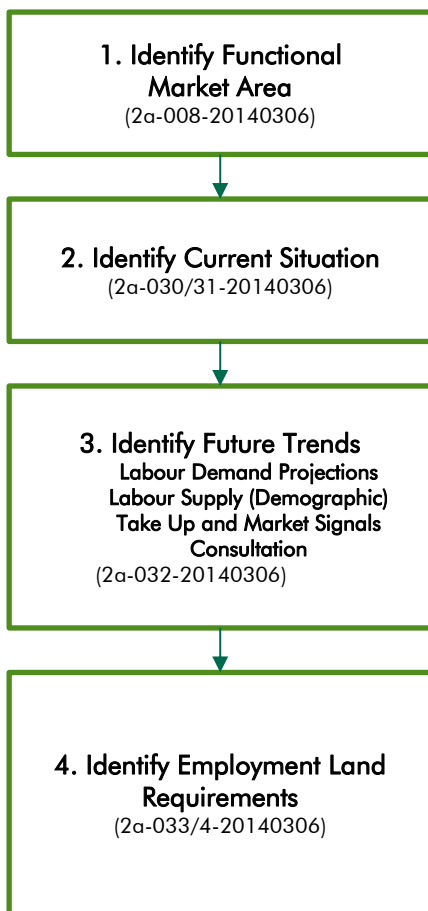 1. Identify Functional
Market Area
(2a-008-20140306)
2. Identify Current Situation
(2a-030/31-20140306)
3. Identify Future Trends
Labour Demand Projections
Labour Supply (Demographic)
Take Up and Market Signals
Consultation
(2a-032-20140306)
4. Identify Employment Land
Requirements
(2a-033/4-20140306)